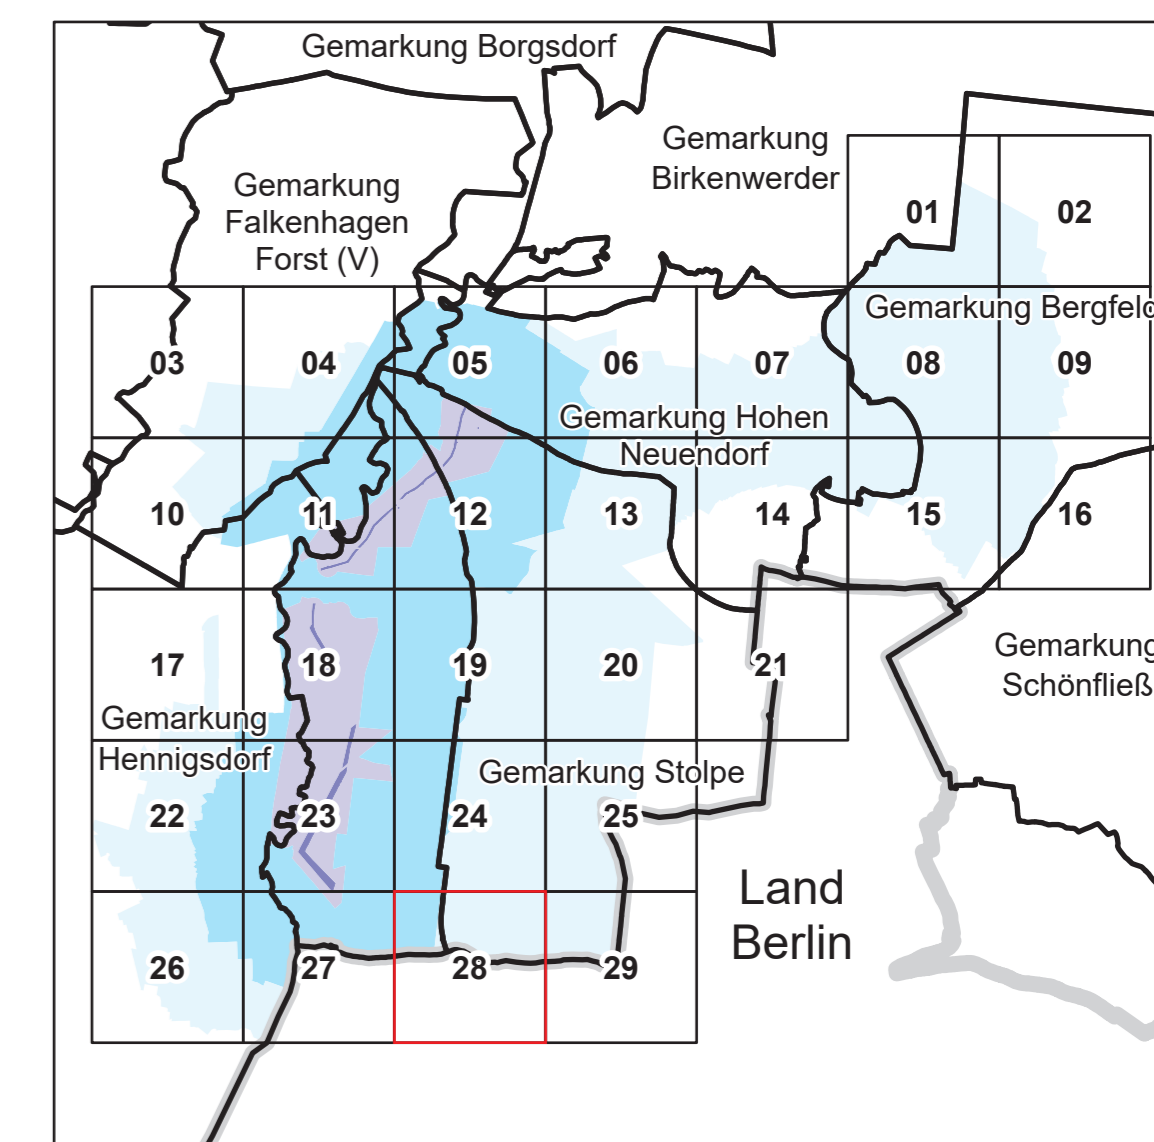 Gemarkung Borgsdorf
Gemarkung
Birkenwerder
Gemarkung
Falkenhagen
Forst (V)
01
02
Gemarkung Bergfeld
03
04
05
06
07
08
09
Gemarkung Hohen
Neuendorf
10
11
12
13
14
15
16
17
18
19
20
21
Gemarkung
Schönfließ
Gemarkung
Hennigsdorf
Gemarkung Stolpe
22
23
24
25
Land
Berlin
26
27
28
29